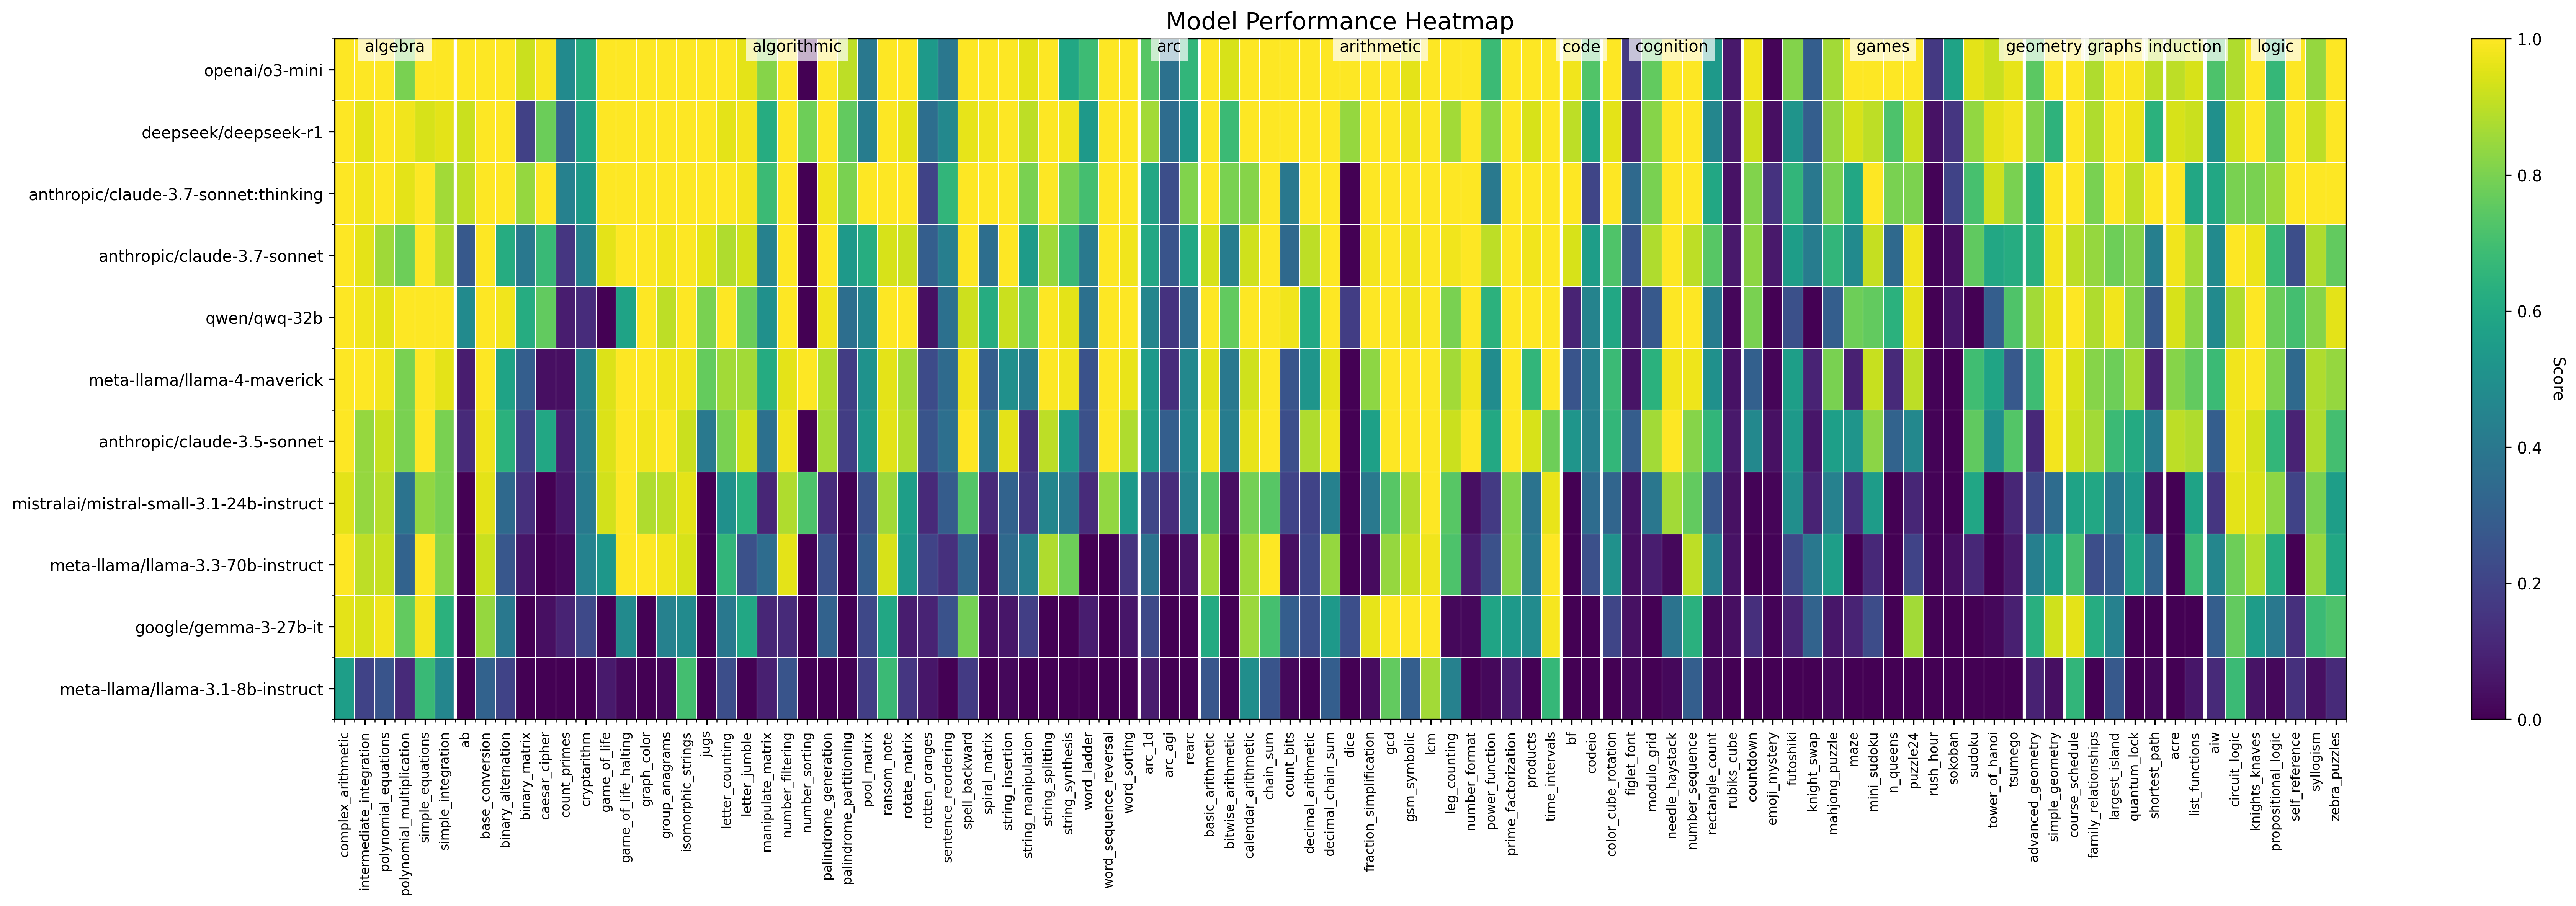 Model Performance Heatmap
algebra
algorithmic
arc
arithmetic
code
cognition
games
geometry
graphs
induction
logic
openai/o3-mini
deepseek/deepseek-r1
anthropic/claude-3.7-sonnet:thinking
anthropic/claude-3.7-sonnet
qwen/qwq-32b
meta-llama/llama-4-maverick
anthropic/claude-3.5-sonnet
mistralai/mistral-small-3.1-24b-instruct
meta-llama/llama-3.3-70b-instruct
google/gemma-3-27b-it
meta-llama/llama-3.1-8b-instruct
complex_arithmetic
intermediate_integration
polynomial_equations
polynomial_multiplication
simple_equations
simple_integration
ab
base_conversion
binary_alternation
binary_matrix
caesar_cipher
count_primes
cryptarithm
game_of_life
game_of_life_halting
graph_color
group_anagrams
isomorphic_strings
jugs
letter_counting
letter_jumble
manipulate_matrix
number_filtering
number_sorting
palindrome_generation
palindrome_partitioning
pool_matrix
ransom_note
rotate_matrix
rotten_oranges
sentence_reordering
spell_backward
spiral_matrix
string_insertion
string_manipulation
string_splitting
string_synthesis
word_ladder
word_sequence_reversal
word_sorting
arc_1d
arc_agi
rearc
basic_arithmetic
bitwise_arithmetic
calendar_arithmetic
chain_sum
count_bits
decimal_arithmetic
decimal_chain_sum
dice
fraction_simplification
gcd
gsm_symbolic
lcm
leg_counting
number_format
power_function
prime_factorization
products
time_intervals
bf
codeio
color_cube_rotation
figlet_font
modulo_grid
needle_haystack
number_sequence
rectangle_count
rubiks_cube
countdown
emoji_mystery
futoshiki
knight_swap
mahjong_puzzle
maze
mini_sudoku
n_queens
puzzle24
rush_hour
sokoban
sudoku
tower_of_hanoi
tsumego
advanced_geometry
simple_geometry
course_schedule
family_relationships
largest_island
quantum_lock
shortest_path
acre
list_functions
aiw
circuit_logic
knights_knaves
propositional_logic
self_reference
syllogism
zebra_puzzles
1.0
0.8
0.6
0.4
0.2
0.0
Score